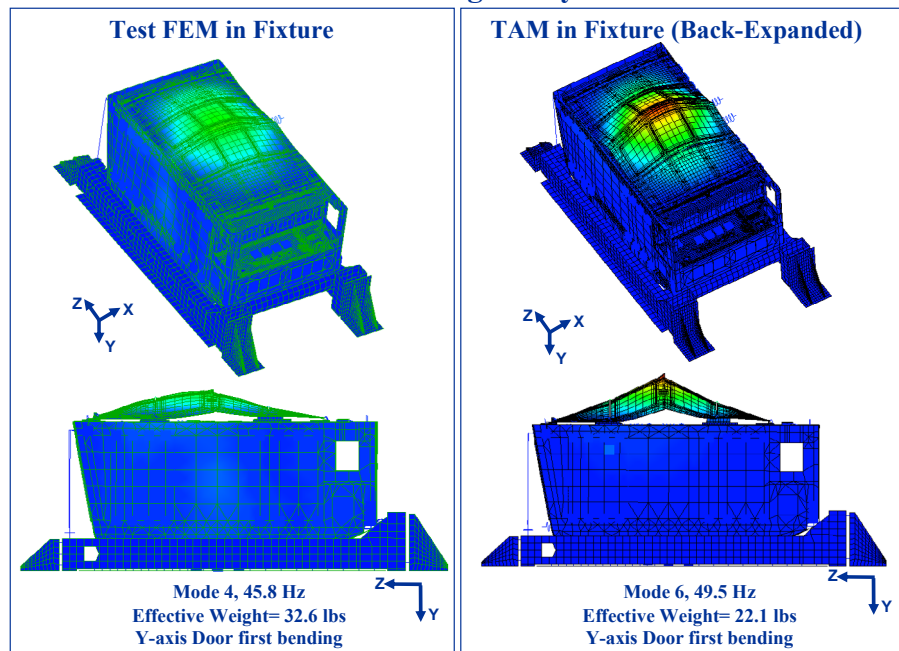 Test FEM in Fixture
Z
X
Y
Z
Y
Mode 4, 45.8 Hz
Effective Weight= 32.6 lbs
Y-axis Door first bending
TAM in Fixture (Back-Expanded)
Z
X
Y
Z
Y
Mode 6, 49.5 Hz
Effective Weight= 22.1 lbs
Y-axis Door first bending